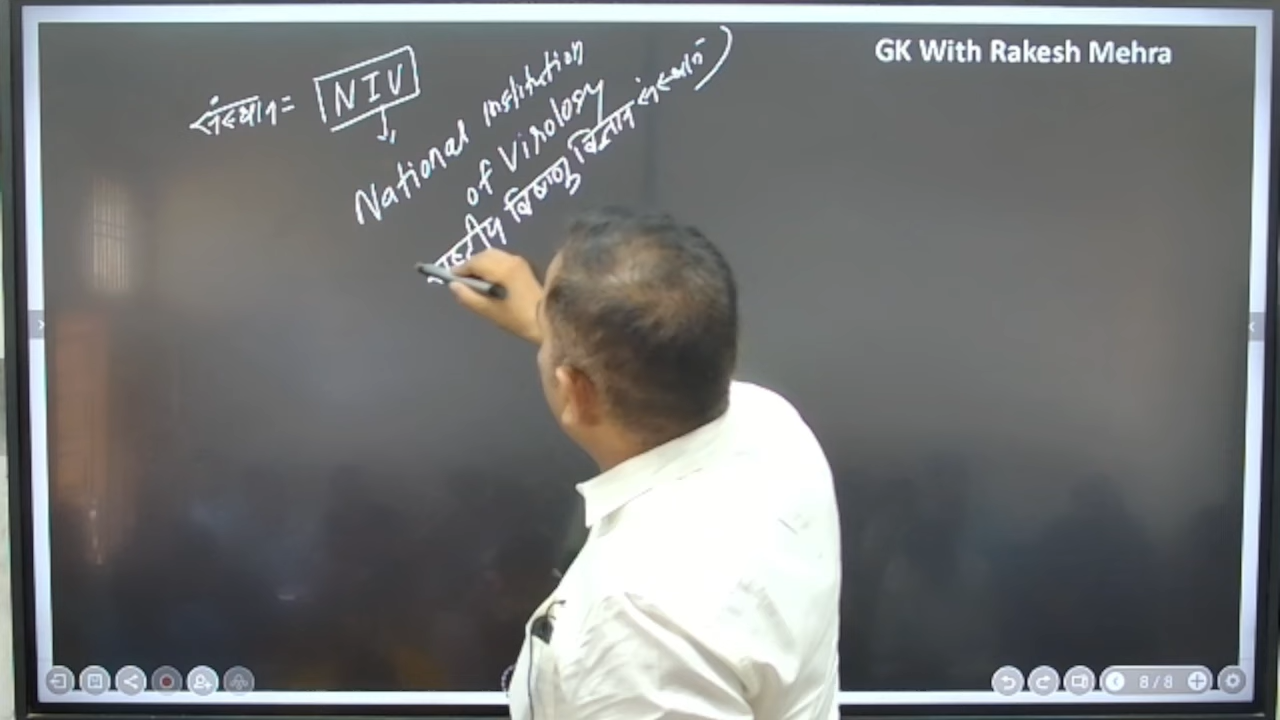 GK With Rakesh Mehra
संस्थान = NIV
National institution
of Virology
राष्ट्रीय विषाणु विज्ञान संस्थान )
8/8